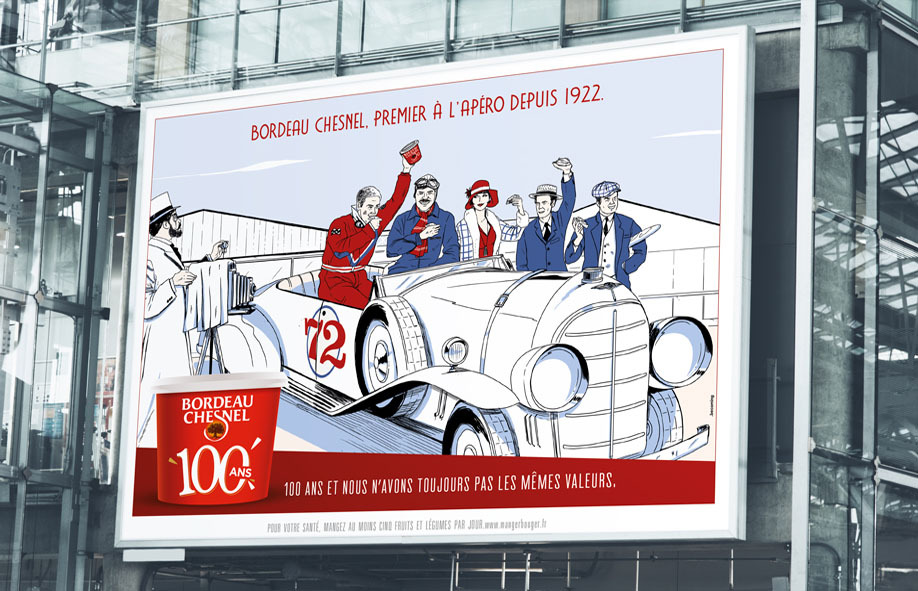 BORDEAU CHESNEL, PREMIER À L'APÉRO DEPUIS 1922.
72
BORDEAU
CHESNEL
100 ANS
100 ANS ET NOUS N'AVONS TOUJOURS PAS LES MÊMES VALEURS.
POUR VOTRE SANTÉ, MANGEZ AU MOINS CINQ FRUITS ET LÉGUMES PAR JOUR.www.mangerbouger.fr